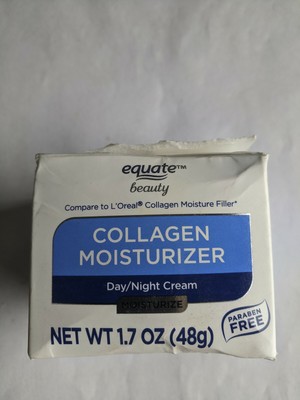 equate™
beauty
Compare to L'Oreal® Collagen Moisture Filler*
COLLAGEN
MOISTURIZER
Day/Night Cream
MOISTURIZE
NET WT 1.7 OZ (48g)
PARABEN
FREE